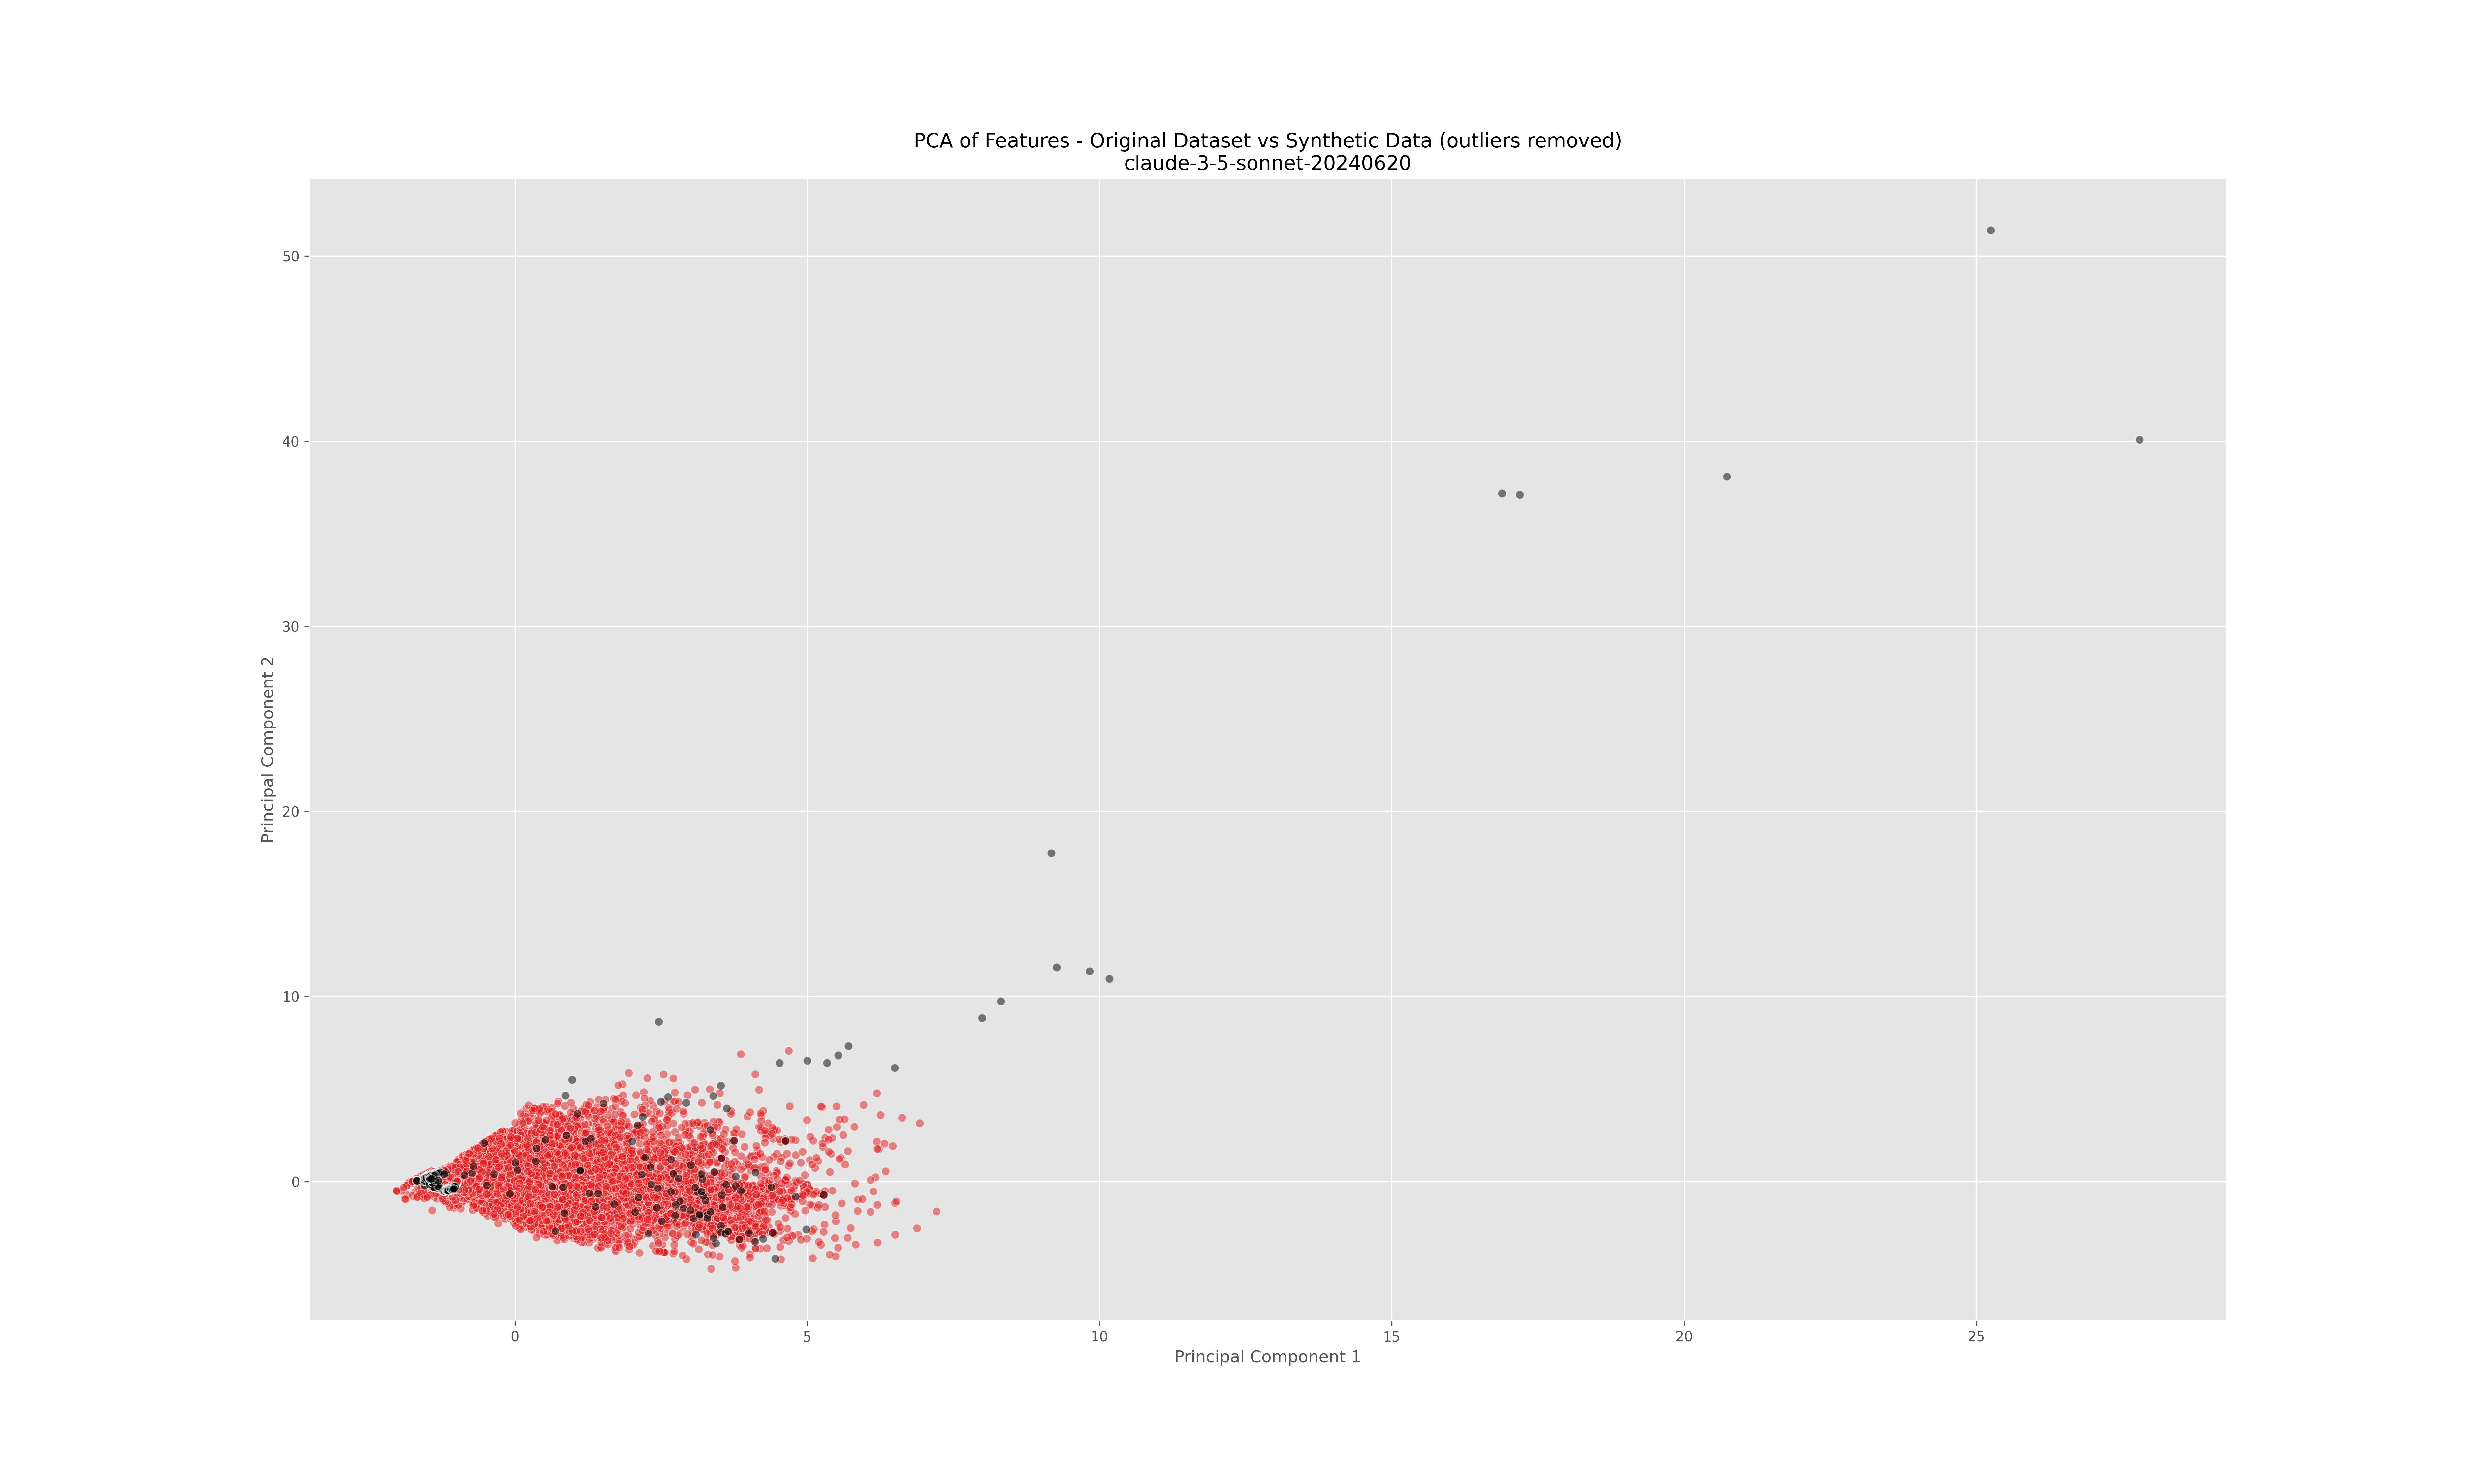 PCA of Features - Original Dataset vs Synthetic Data (outliers removed)
claude-3-5-sonnet-20240620
50
40
30
20
10
0
Principal Component 2
0 5 10 15 20 25
Principal Component 1